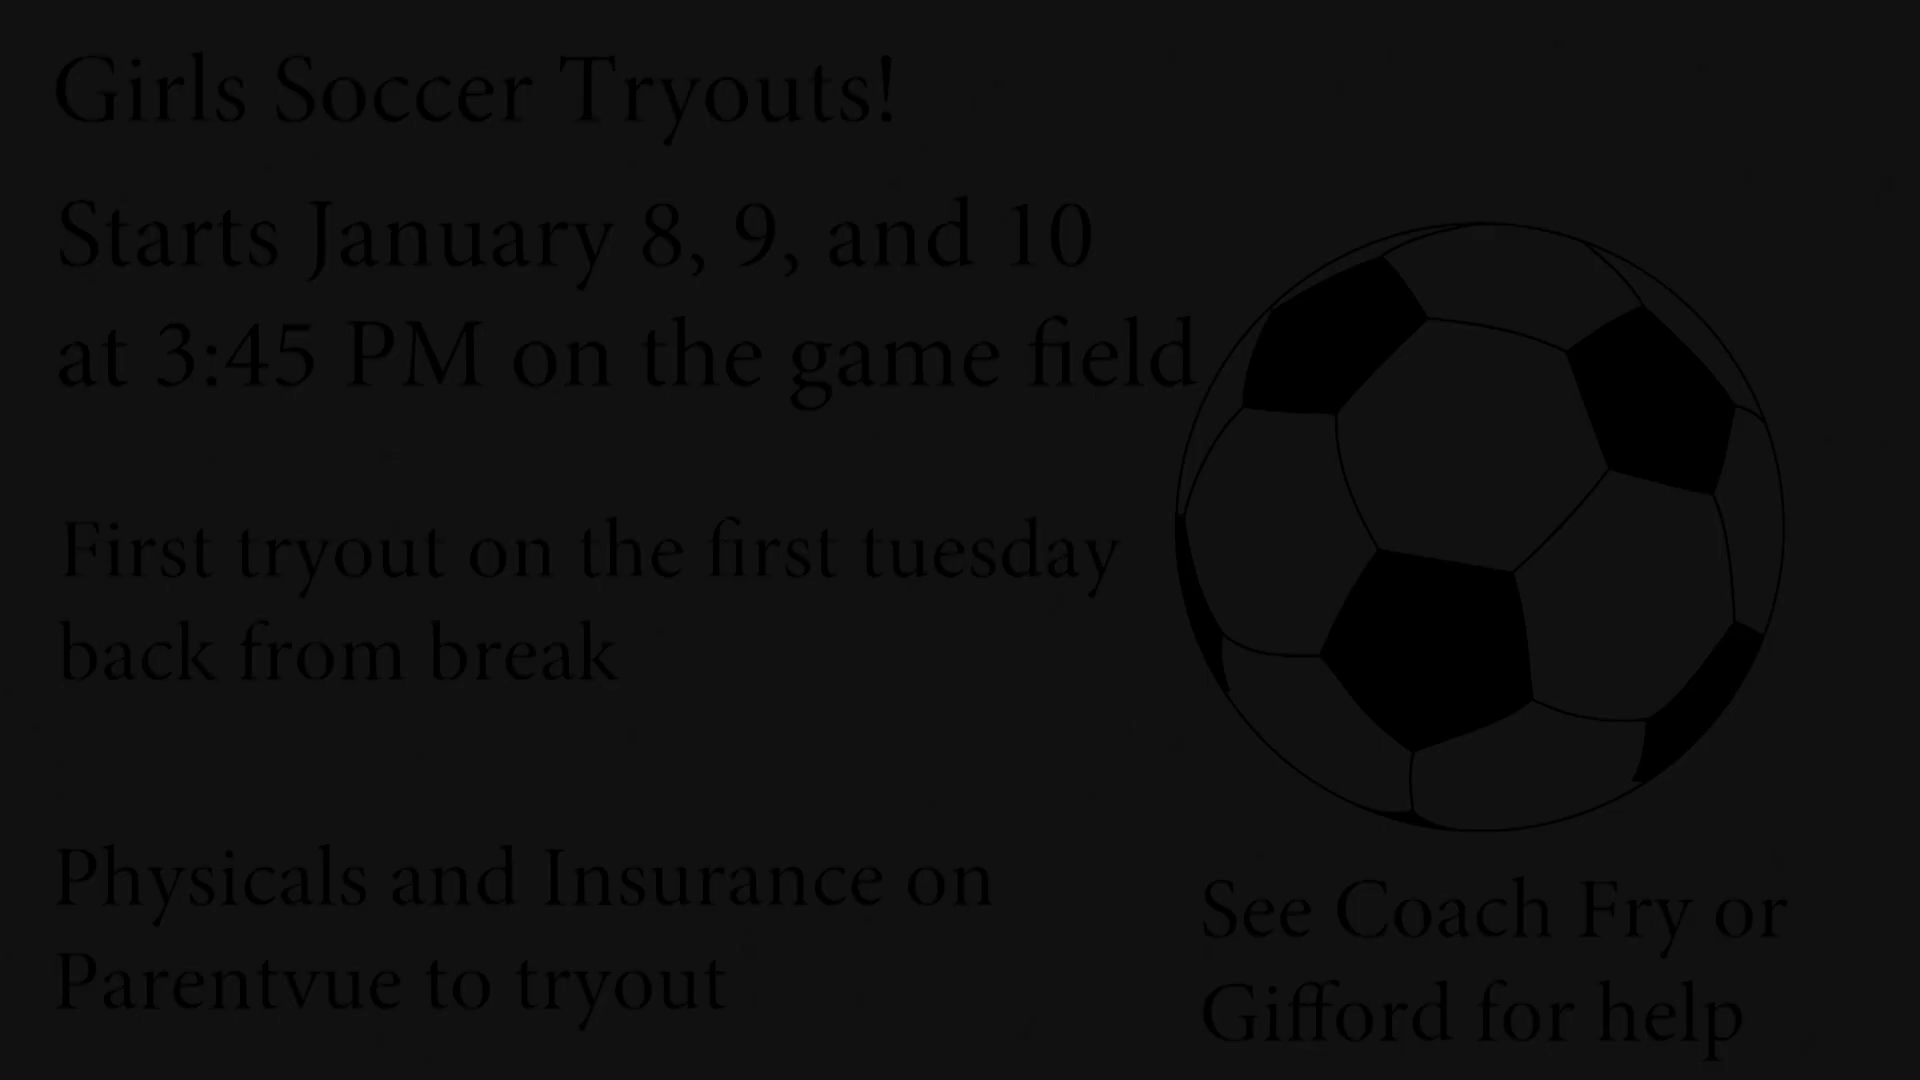 Girls Soccer Tryouts!
Starts January 8, 9, and 10
at 3:45 PM on the game field
First tryout on the first tuesday
back from break
Physicals and Insurance on
Parentvue to tryout
See Coach Fry or
Gifford for help